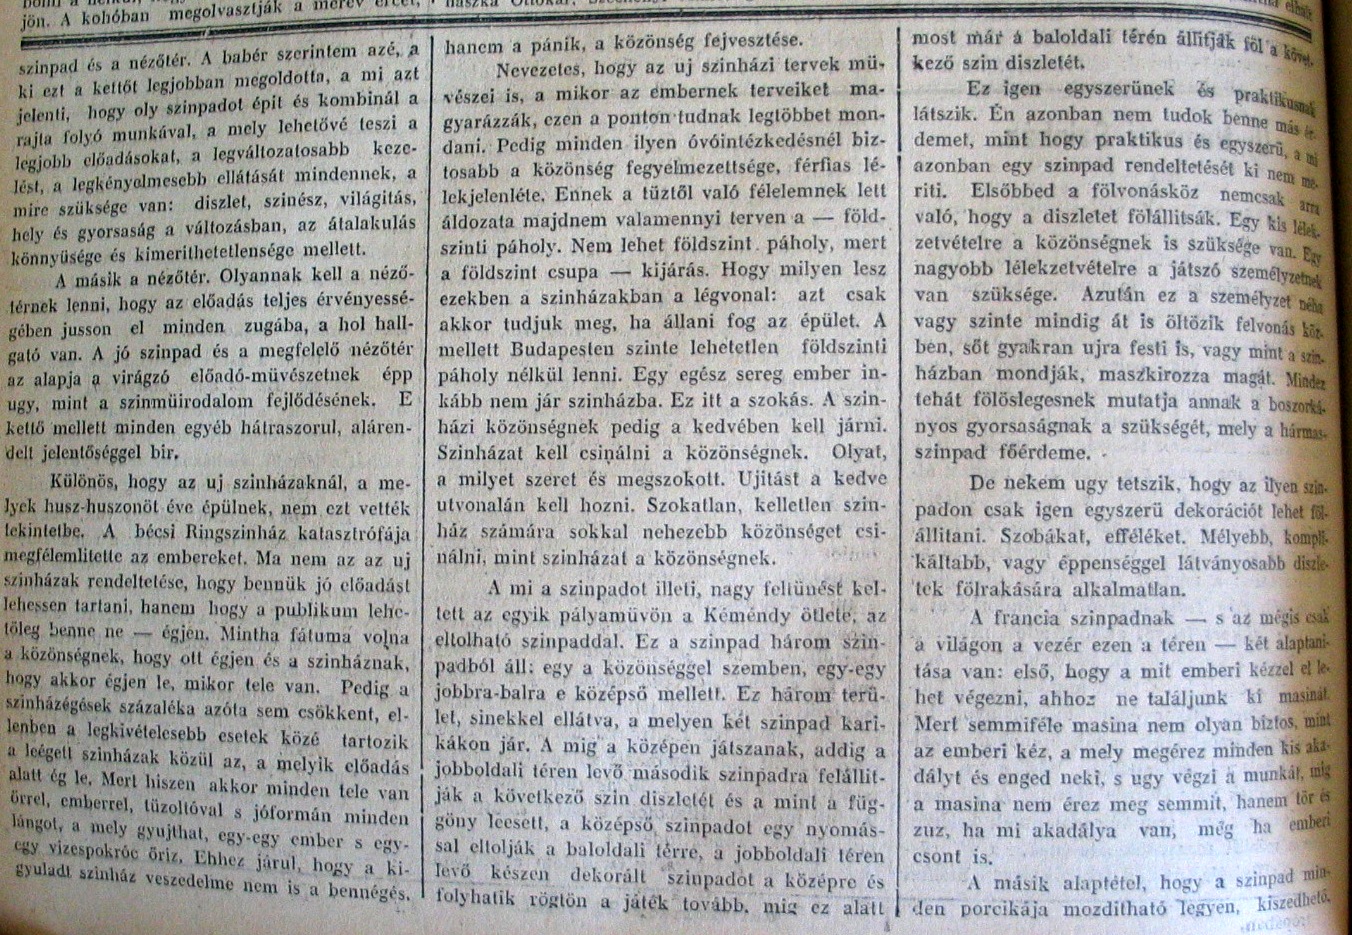 jön. A kohóban megolvasztják a merev ércet,
szinpad és a nézőtér. A babér szerintem azé, a
ki ezt a kettőt legjobban megoldotta, a mi azt
jelenti, hogy oly szinpadot épit és kombinál a
rajta folyó munkával, a mely lehetővé teszi a
legjobb előadásokat, a legváltozatosabb keze-
lést, a legkényelmesebb ellátását mindennek, a
mire szüksége van: diszlet, szinész, világitás,
hely és gyorsaság a változásban, az átalakulás
könnyüsége és kimerithetetlensége mellett.
A másik a nézőtér. Olyannak kell a néző-
térnek lenni, hogy az előadás teljes érvényessé-
gében jusson el minden zugába, a hol hall-
gató van. A jó szinpad és a megfelelő nézőtér
az alapja a virágzó előadó-müvészetnek épp
ugy, mint a szinmüirodalom fejlődésének. E
kettő mellett minden egyéb hátraszorul, aláren-
delt jelentőséggel bir.
Különös, hogy az uj szinházaknál, a me-
lyek husz-huszonöt éve épülnek, nem ezt vették
tekintetbe. A bécsi Ringszinház katasztrófája
megfélemlitette az embereket. Ma nem az az uj
szinházak rendeltetése, hogy bennük jó előadást
lehessen tartani, hanem hogy a publikum lehe-
tőleg benne ne — égjen. Mintha fátuma volna
a közönségnek, hogy ott égjen és a szinháznak,
hogy akkor égjen le, mikor tele van. Pedig a
szinházégések százaléka azóta sem csökkent, el-
lenben a legkivételesebb esetek közé tartozik
a leégett szinházak közül az, a melyik előadás
alatt ég le. Mert hiszen akkor minden tele van
őrrel, emberrel, tüzoltóval s jóformán minden
lángot, a mely gyujthat, egy-egy ember s egy-
egy vizespokróc őriz. Ehhez járul, hogy a ki-
gyuladt szinház veszedelme nem is a bennégés,
hanem a pánik, a közönség fejvesztése.
Nevezetes, hogy az uj szinházi tervek mü-
vészei is, a mikor az embernek terveiket ma-
gyarázzák, ezen a ponton tudnak legtöbbet mon-
dani. Pedig minden ilyen óvóintézkedésnél biz-
tosabb a közönség fegyelmezettsége, férfias lé-
lekjelenléte. Ennek a tüztől való félelemnek lett
áldozata majdnem valamennyi terven a — föld-
szinti páholy. Nem lehet földszint páholy, mert
a földszint csupa — kijárás. Hogy milyen lesz
ezekben a szinházakban a légvonal: azt csak
akkor tudjuk meg, ha állani fog az épület. A
mellett Budapesten szinte lehetetlen földszinti
páholy nélkül lenni. Egy egész sereg ember in-
kább nem jár szinházba. Ez itt a szokás. A szin-
házi közönségnek pedig a kedvében kell járni.
Szinházat kell csinálni a közönségnek. Olyat,
a milyet szeret és megszokott. Ujitást a kedve
utvonalán kell hozni. Szokatlan, kelletlen szin-
ház számára sokkal nehezebb közönséget csi-
nálni, mint szinházat a közönségnek.
A mi a szinpadot illeti, nagy feltünést kel-
tett az egyik pályamüvön a Kéméndy ötlete, az
eltolható szinpaddal. Ez a szinpad három szin-
padból áll: egy a közönséggel szemben, egy-egy
jobbra-balra e középső mellett. Ez három terü-
let, sinekkel ellátva, a melyen két szinpad kari-
kákon jár. A mig a középen játszanak, addig a
jobboldali téren levő második szinpadra felállit-
ják a következő szin diszletét és a mint a füg-
göny leesett, a középső szinpadot egy nyomás-
sal eltolják a baloldali térre, a jobboldali téren
levő készen dekorált szinpadot a középre és
folyhatik rögtön a játék tovább, mig ez alatt
most már a baloldali térén állitják föl a követ-
kező szin diszletét.
Ez igen egyszerünek és praktikusnak
látszik. Én azonban nem tudok benne más ér-
demet, mint hogy praktikus és egyszerü, a mi
azonban egy szinpad rendeltetését ki nem me-
riti. Elsőbbed a fölvonásköz nemcsak arra
való, hogy a diszletet fölállitsák. Egy kis lélek-
zetvételre a közönségnek is szüksége van. Egy
nagyobb lélekzetvételre a játszó személyzetnek
van szüksége. Azután ez a személyzet néha
vagy szinte mindig át is öltözik felvonás köz-
ben, sőt gyakran ujra festi is, vagy mint a szin-
házban mondják, maszkirozza magát. Mindez
tehát fölöslegesnek mutatja annak a boszorká-
nyos gyorsaságnak a szükségét, mely a hármas-
szinpad főérdeme.
De nekem ugy tetszik, hogy az ilyen szin-
padon csak igen egyszerü dekorációt lehet föl-
állitani. Szobákat, efféléket. Mélyebb, kompli-
káltabb, vagy éppenséggel látványosabb diszle-
tek fölrakására alkalmatlan.
A francia szinpadnak — s az mégis csak
a világon a vezér ezen a téren — két alaptani-
tása van: első, hogy a mit emberi kézzel el le-
het végezni, ahhoz ne találjunk ki masinát.
Mert semmiféle masina nem olyan biztos, mint
az emberi kéz, a mely megérez minden kis aka-
dályt és enged neki, s ugy végzi a munkát, mig
a masina nem érez meg semmit, hanem tör és
zuz, ha mi akadálya van, még ha emberi
csont is.
A másik alaptétel, hogy a szinpad min-
den porcikája mozditható legyen, kiszedhető,